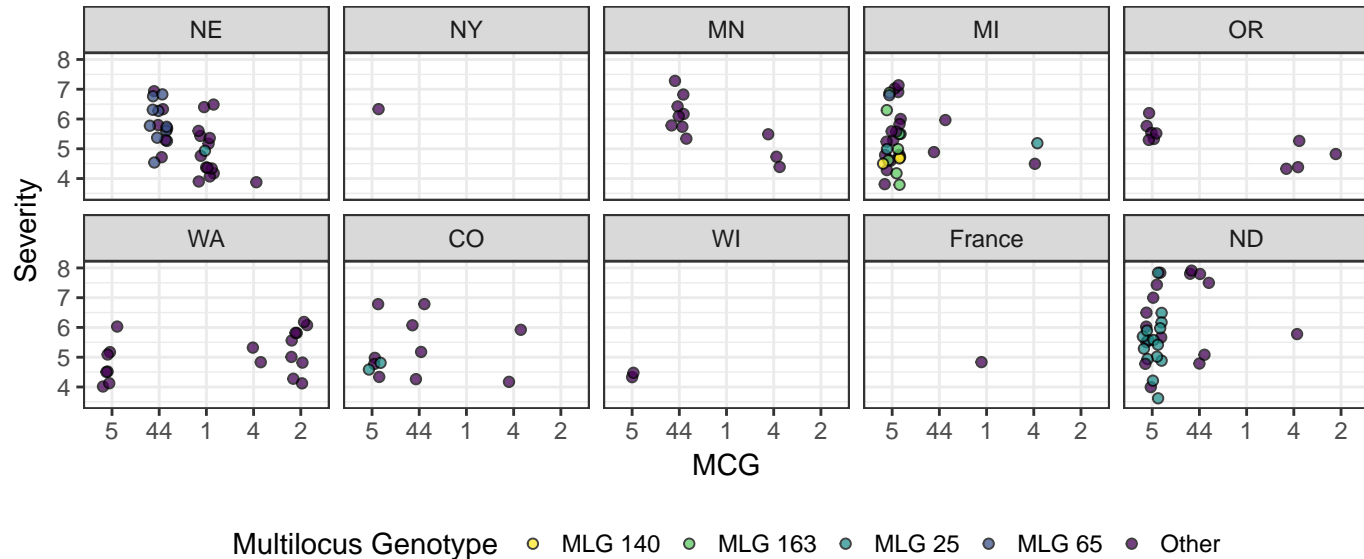 NE NY MN MI OR
8
7
6
5
4
WA CO WI France ND
8
7
6
5
4
Severity
5 44 1 4 2 5 44 1 4 2 5 44 1 4 2 5 44 1 4 2 5 44 1 4 2
MCG
Multilocus Genotype MLG 140 MLG 163 MLG 25 MLG 65 Other